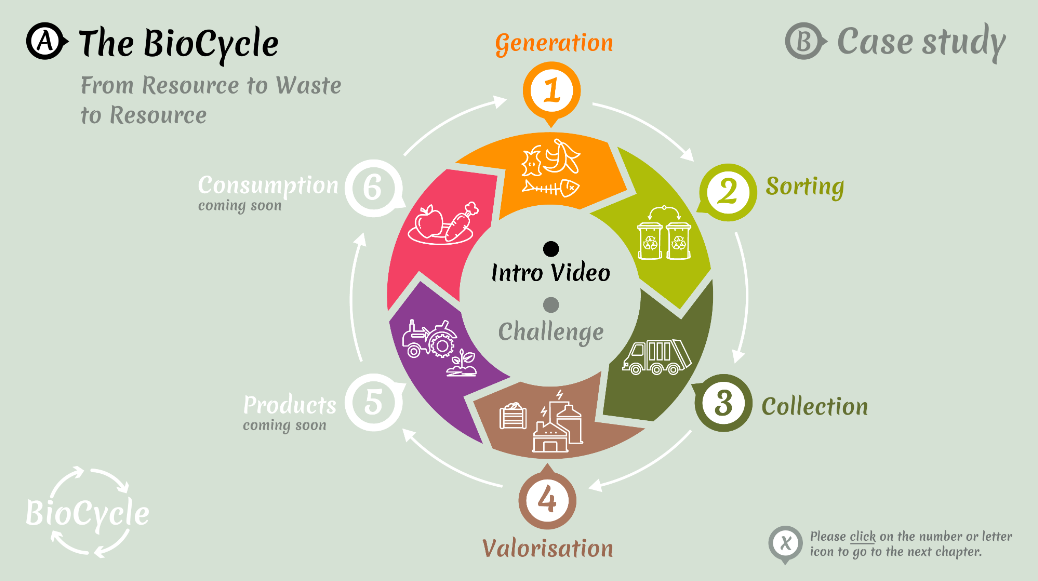 A The BioCycle
From Resource to Waste
to Resource
B Case study
Generation
1
2 Sorting
3 Collection
4
Valorisation
Products 5
coming soon
Consumption 6
coming soon
Intro Video
Challenge
BioCycle
X Please click on the number or letter
icon to go to the next chapter.